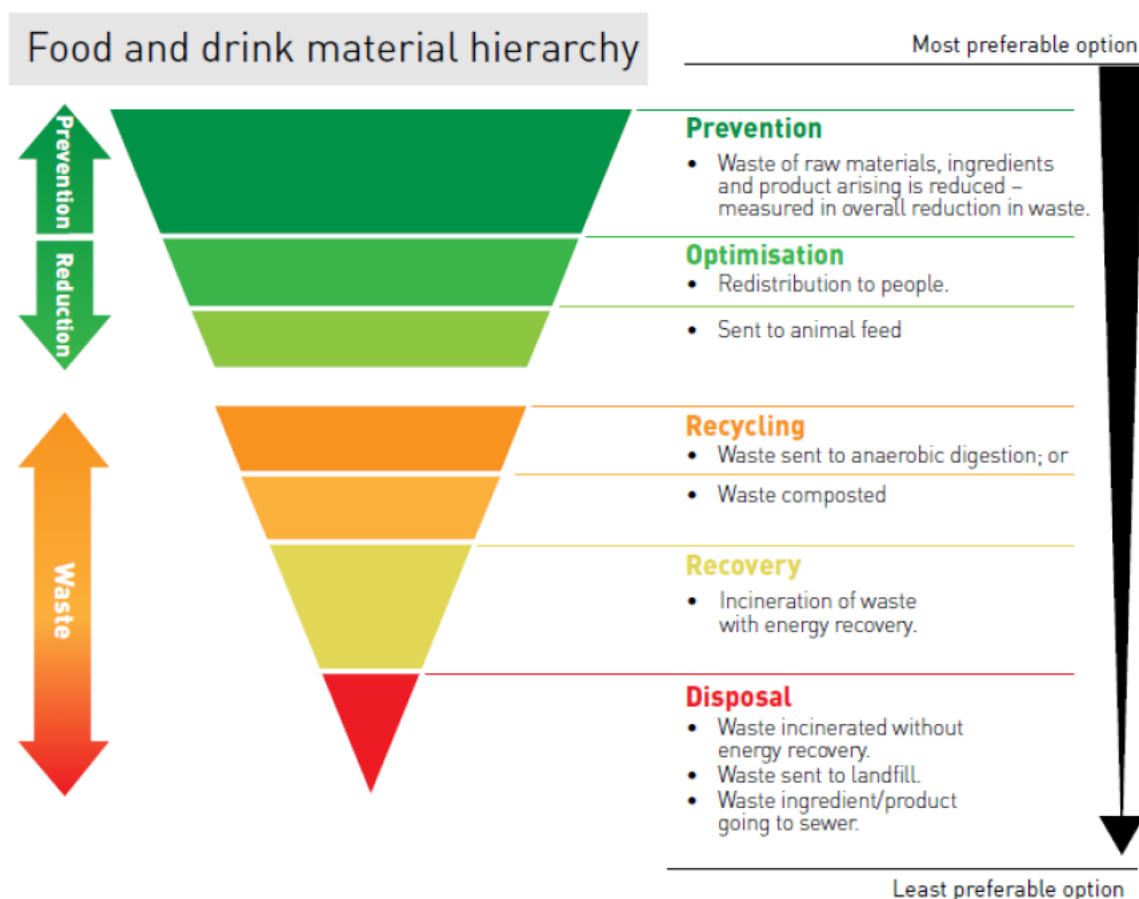 Food and drink material hierarchy
Most preferable option
Prevention
Reduction
Waste
Prevention
• Waste of raw materials, ingredients
and product arising is reduced –
measured in overall reduction in waste.
Optimisation
• Redistribution to people.
• Sent to animal feed
Recycling
• Waste sent to anaerobic digestion; or
• Waste composted
Recovery
• Incineration of waste
with energy recovery.
Disposal
• Waste incinerated without
energy recovery.
• Waste sent to landfill.
• Waste ingredient/product
going to sewer.
Least preferable option